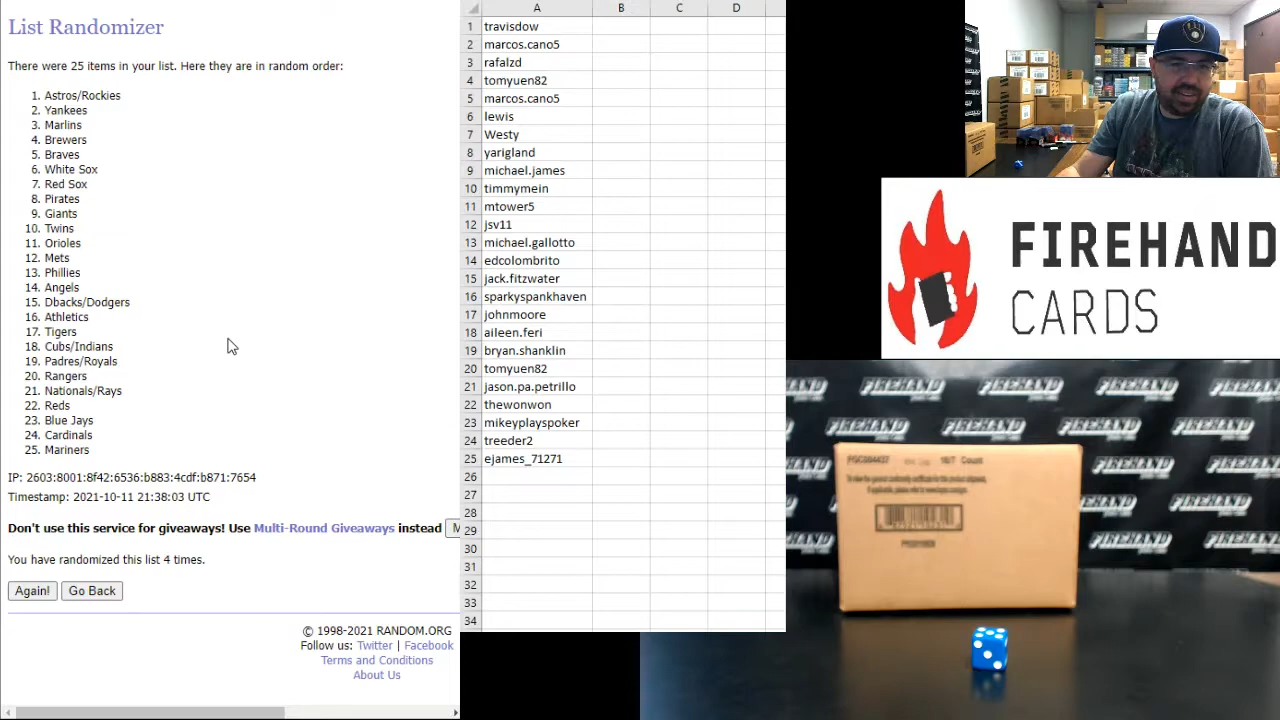 List Randomizer
There were 25 items in your list. Here they are in random order:
1. Astros/Rockies
2. Yankees
3. Marlins
4. Brewers
5. Braves
6. White Sox
7. Red Sox
8. Pirates
9. Giants
10. Twins
11. Orioles
12. Mets
13. Phillies
14. Angels
15. Dbacks/Dodgers
16. Athletics
17. Tigers
18. Cubs/Indians
19. Padres/Royals
20. Rangers
21. Nationals/Rays
22. Reds
23. Blue Jays
24. Cardinals
25. Mariners
IP: 2603:8001:8f42:6536:b883:4cdf:b871:7654
Timestamp: 2021-10-11 21:38:03 UTC
Don't use this service for giveaways! Use Multi-Round Giveaways instead
You have randomized this list 4 times.
Again! Go Back
© 1998-2021 RANDOM.ORG
Follow us: Twitter | Facebook
Terms and Conditions
About Us
A B C D
1 travisdow
2 marcos.cano5
3 rafalzd
4 tomyuen82
5 marcos.cano5
6 lewis
7 Westy
8 yarigland
9 michael.james
10 timmymein
11 mtower5
12 jsv11
13 michael.gallotto
14 edcolombrito
15 jack.fitzwater
16 sparkyspankhaven
17 johnmoore
18 aileen.feri
19 bryan.shanklin
20 tomyuen82
21 jason.pa.petrillo
22 thewonwon
23 mikeyplayspoker
24 treeder2
25 ejames_71271
26
27
28
29
30
31
32
33
34
FIREHAND
CARDS
FIREHAND
Count